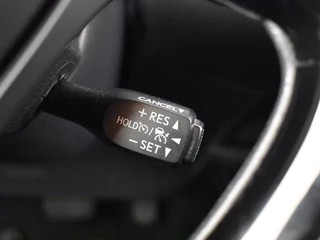 CANCEL▼
+ RES ▲
HOLD / ◀
− SET ▼